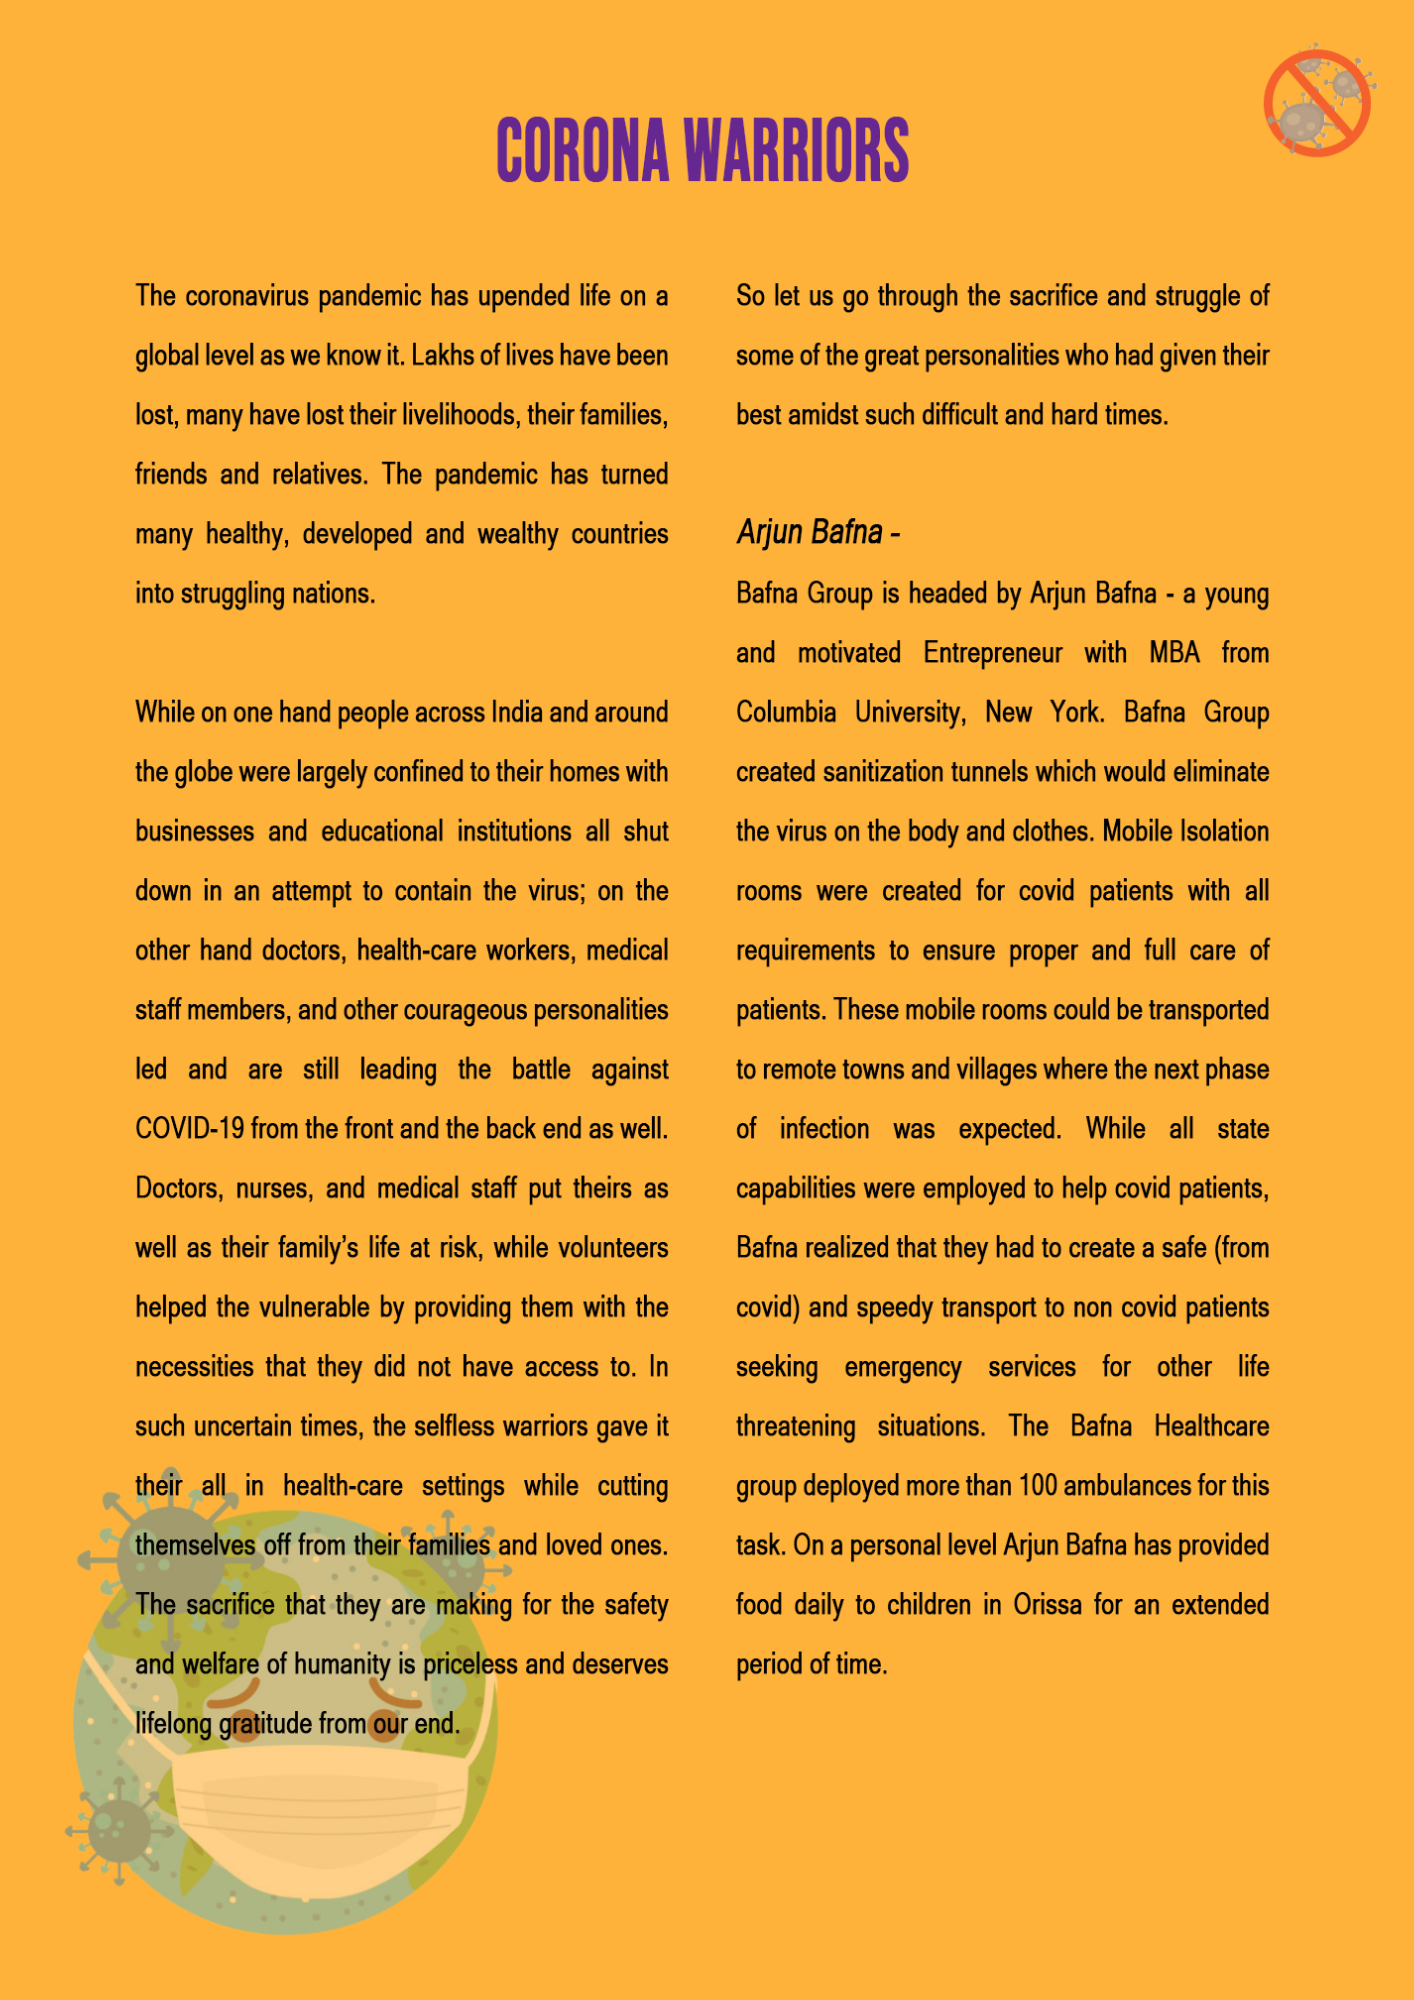 CORONA WARRIORS
The coronavirus pandemic has upended life on a
global level as we know it. Lakhs of lives have been
lost, many have lost their livelihoods, their families,
friends and relatives. The pandemic has turned
many healthy, developed and wealthy countries
into struggling nations.
While on one hand people across India and around
the globe were largely confined to their homes with
businesses and educational institutions all shut
down in an attempt to contain the virus; on the
other hand doctors, health-care workers, medical
staff members, and other courageous personalities
led and are still leading the battle against
COVID-19 from the front and the back end as well.
Doctors, nurses, and medical staff put theirs as
well as their family’s life at risk, while volunteers
helped the vulnerable by providing them with the
necessities that they did not have access to. In
such uncertain times, the selfless warriors gave it
their all in health-care settings while cutting
themselves off from their families and loved ones.
The sacrifice that they are making for the safety
and welfare of humanity is priceless and deserves
lifelong gratitude from our end.
So let us go through the sacrifice and struggle of
some of the great personalities who had given their
best amidst such difficult and hard times.
Arjun Bafna -
Bafna Group is headed by Arjun Bafna - a young
and motivated Entrepreneur with MBA from
Columbia University, New York. Bafna Group
created sanitization tunnels which would eliminate
the virus on the body and clothes. Mobile Isolation
rooms were created for covid patients with all
requirements to ensure proper and full care of
patients. These mobile rooms could be transported
to remote towns and villages where the next phase
of infection was expected. While all state
capabilities were employed to help covid patients,
Bafna realized that they had to create a safe (from
covid) and speedy transport to non covid patients
seeking emergency services for other life
threatening situations. The Bafna Healthcare
group deployed more than 100 ambulances for this
task. On a personal level Arjun Bafna has provided
food daily to children in Orissa for an extended
period of time.